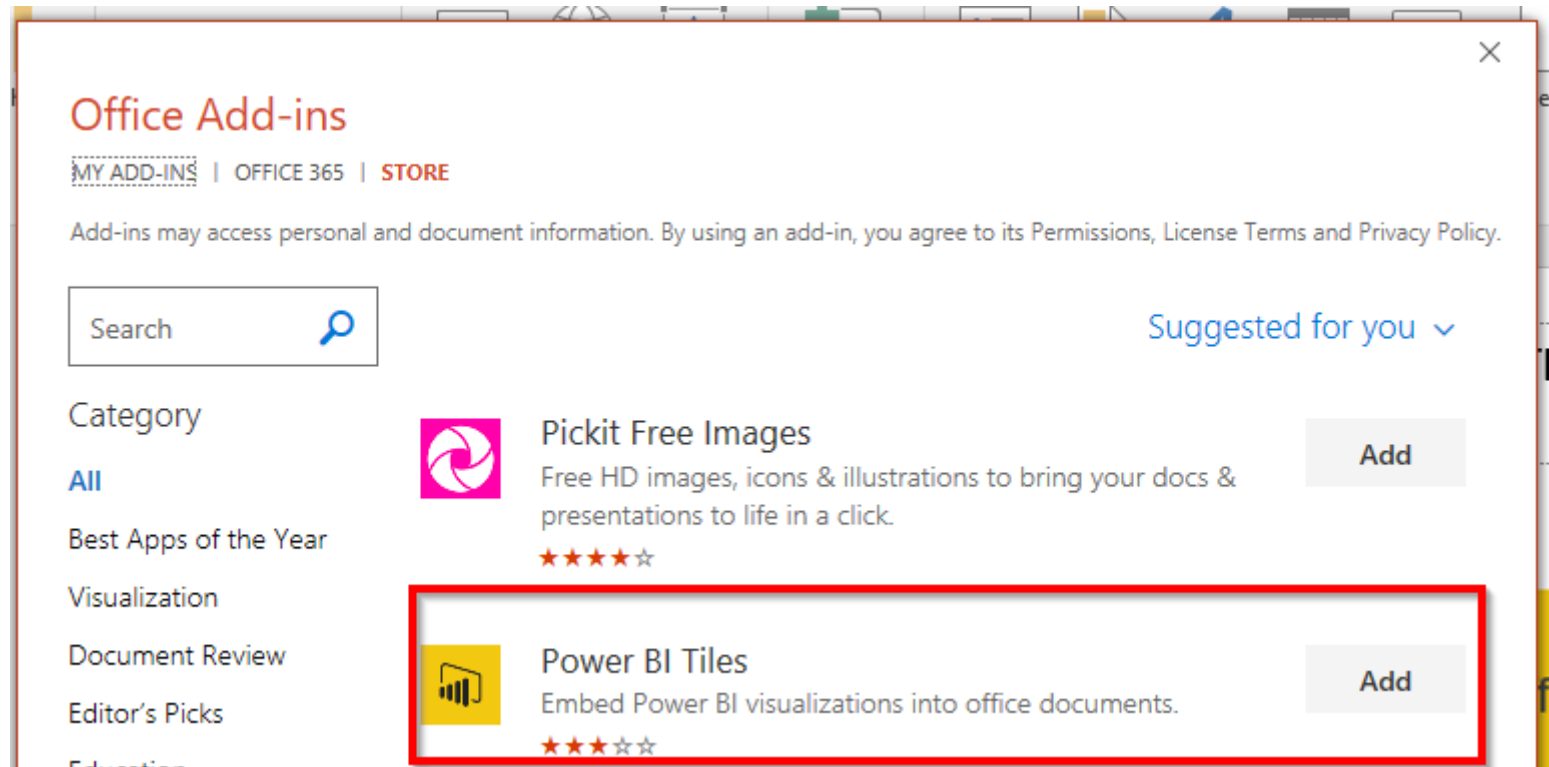 Office Add-ins
MY ADD-INS | OFFICE 365 | STORE
Add-ins may access personal and document information. By using an add-in, you agree to its Permissions, License Terms and Privacy Policy.
Search
Suggested for you
Category
All
Best Apps of the Year
Visualization
Document Review
Editor's Picks
Education
Pickit Free Images
Free HD images, icons & illustrations to bring your docs &
presentations to life in a click.
Add
Power BI Tiles
Embed Power BI visualizations into office documents.
Add